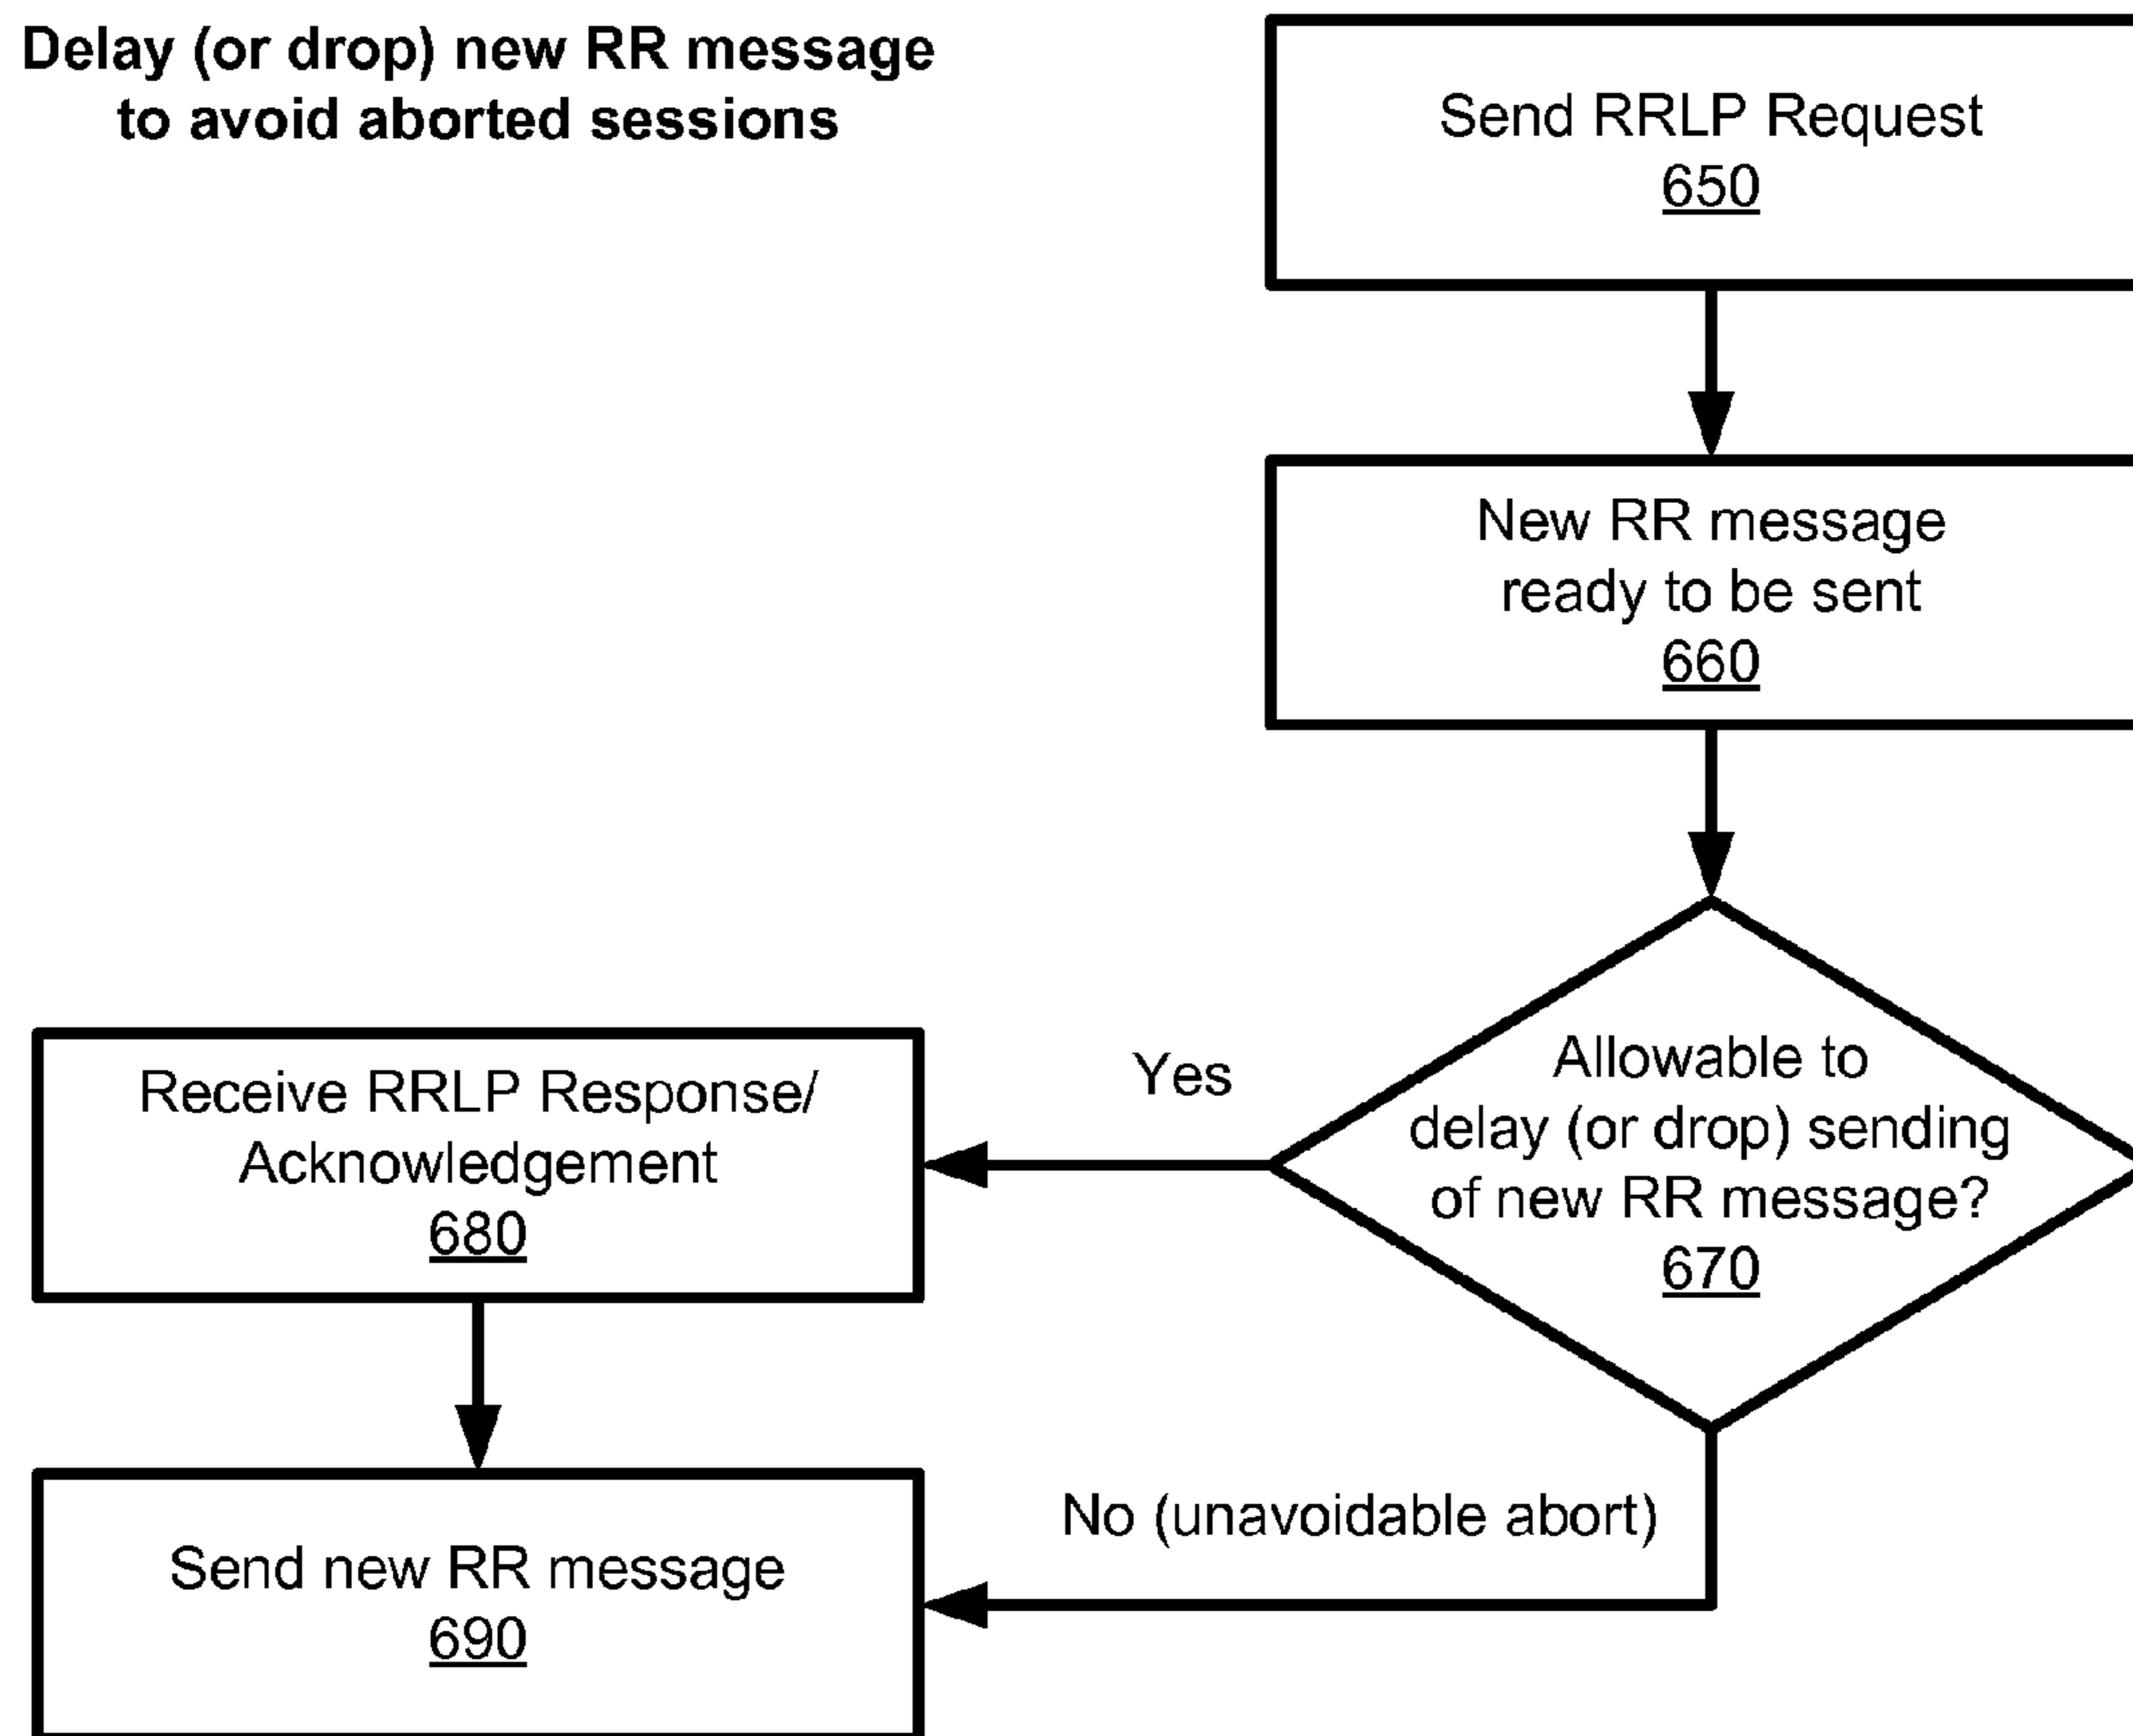 Delay (or drop) new RR message
to avoid aborted sessions
Send RRLP Request
650
New RR message
ready to be sent
660
Allowable to
delay (or drop) sending
of new RR message?
670
Yes
Receive RRLP Response/
Acknowledgement
680
No (unavoidable abort)
Send new RR message
690